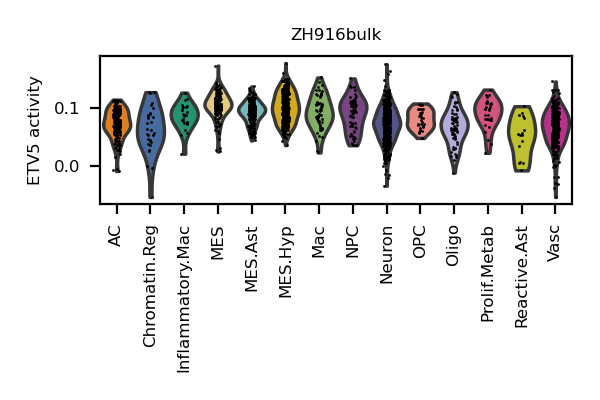 ZH916bulk
ETV5 activity
0.1
0.0
AC
Chromatin.Reg
Inflammatory.Mac
MES
MES.Ast
MES.Hyp
Mac
NPC
Neuron
OPC
Oligo
Prolif.Metab
Reactive.Ast
Vasc